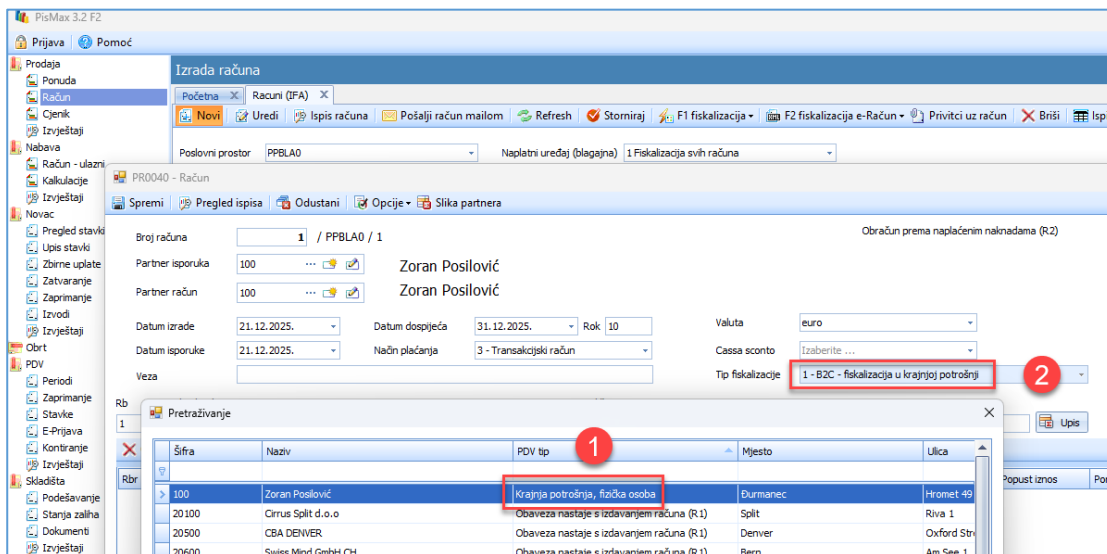 PisMax 3.2 F2
Prijava Pomoć
Prodaja
Ponuda
Račun
Cjenik
Izvještaji
Nabava
Račun - ulazni
Kalkulacije
Izvještaji
Novac
Pregled stavki
Upis stavki
Zbirne uplate
Zatvaranje
Zaprimanje
Izvodi
Izvještaji
Obrt
PDV
Periodi
Zaprimanje
Stavke
E-Prijava
Kontiranje
Izvještaji
Skladišta
Podešavanje
Stanja zaliha
Dokumenti
Izvještaji
Izrada računa
Početna X Racuni (IFA) X
Novi Uredi Ispis računa Pošalji račun mailom Refresh Storniraj F1 fiskalizacija F2 fiskalizacija e-Račun Privitci uz račun Briši Isp
Poslovni prostor PPBLA0 Naplatni uređaj (blagajna) 1 Fiskalizacija svih računa
PR0040 - Račun
Spremi Pregled ispisa Odustani Opcije Slika partnera
Broj računa 1 / PPBLA0 / 1 Obračun prema naplaćenim naknadama (R2)
Partner isporuka 100 ... Zoran Posilović
Partner račun 100 ... Zoran Posilović
Datum izrade 21.12.2025. Datum dospijeća 31.12.2025. Rok 10 Valuta euro
Datum isporuke 21.12.2025. Način plaćanja 3 - Transakcijski račun Cassa sconto Izaberite ...
Veza Tip fiskalizacije 1 - B2C - fiskalizacija u krajnjoj potrošnji 2
Rb
1 Upis
Rbr Popust iznos Por
Pretraživanje
1
Šifra Naziv PDV tip Mjesto Ulica
100 Zoran Posilović Krajnja potrošnja, fizička osoba Đurmanec Hromet 49
20100 Cirrus Split d.o.o Obaveza nastaje s izdavanjem računa (R1) Split Riva 1
20500 CBA DENVER Obaveza nastaje s izdavanjem računa (R1) Denver Oxford Stre
20600 Swiss Mind GmbH CH Obaveza nastaje s izdavanjem računa (R1) Bern Am See 1